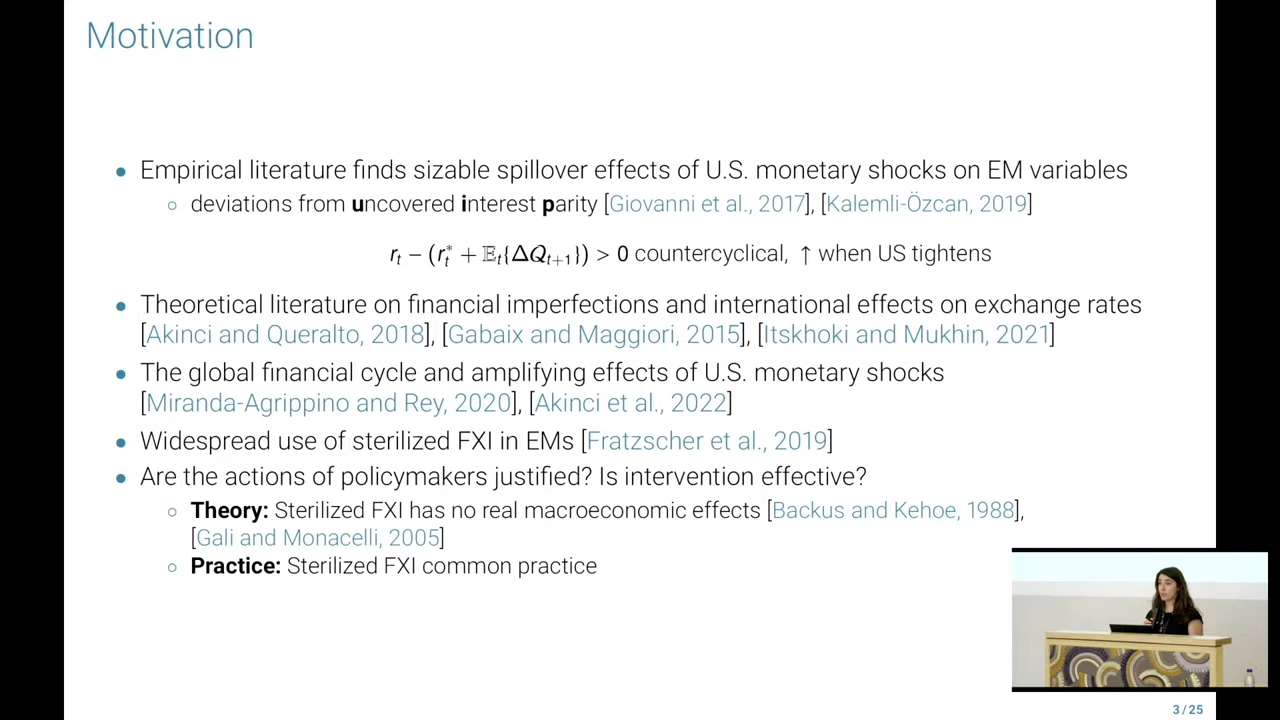 Motivation
• Empirical literature finds sizable spillover effects of U.S. monetary shocks on EM variables
◦ deviations from uncovered interest parity [Giovanni et al., 2017], [Kalemli-Özcan, 2019]
rₜ − (rₜ* + 𝔼ₜ{Δ𝒬ₜ₊₁}) > 0 countercyclical, ↑ when US tightens
• Theoretical literature on financial imperfections and international effects on exchange rates
[Akinci and Queralto, 2018], [Gabaix and Maggiori, 2015], [Itskhoki and Mukhin, 2021]
• The global financial cycle and amplifying effects of U.S. monetary shocks
[Miranda-Agrippino and Rey, 2020], [Akinci et al., 2022]
• Widespread use of sterilized FXI in EMs [Fratzscher et al., 2019]
• Are the actions of policymakers justified? Is intervention effective?
◦ Theory: Sterilized FXI has no real macroeconomic effects [Backus and Kehoe, 1988],
[Gali and Monacelli, 2005]
◦ Practice: Sterilized FXI common practice
3 / 25